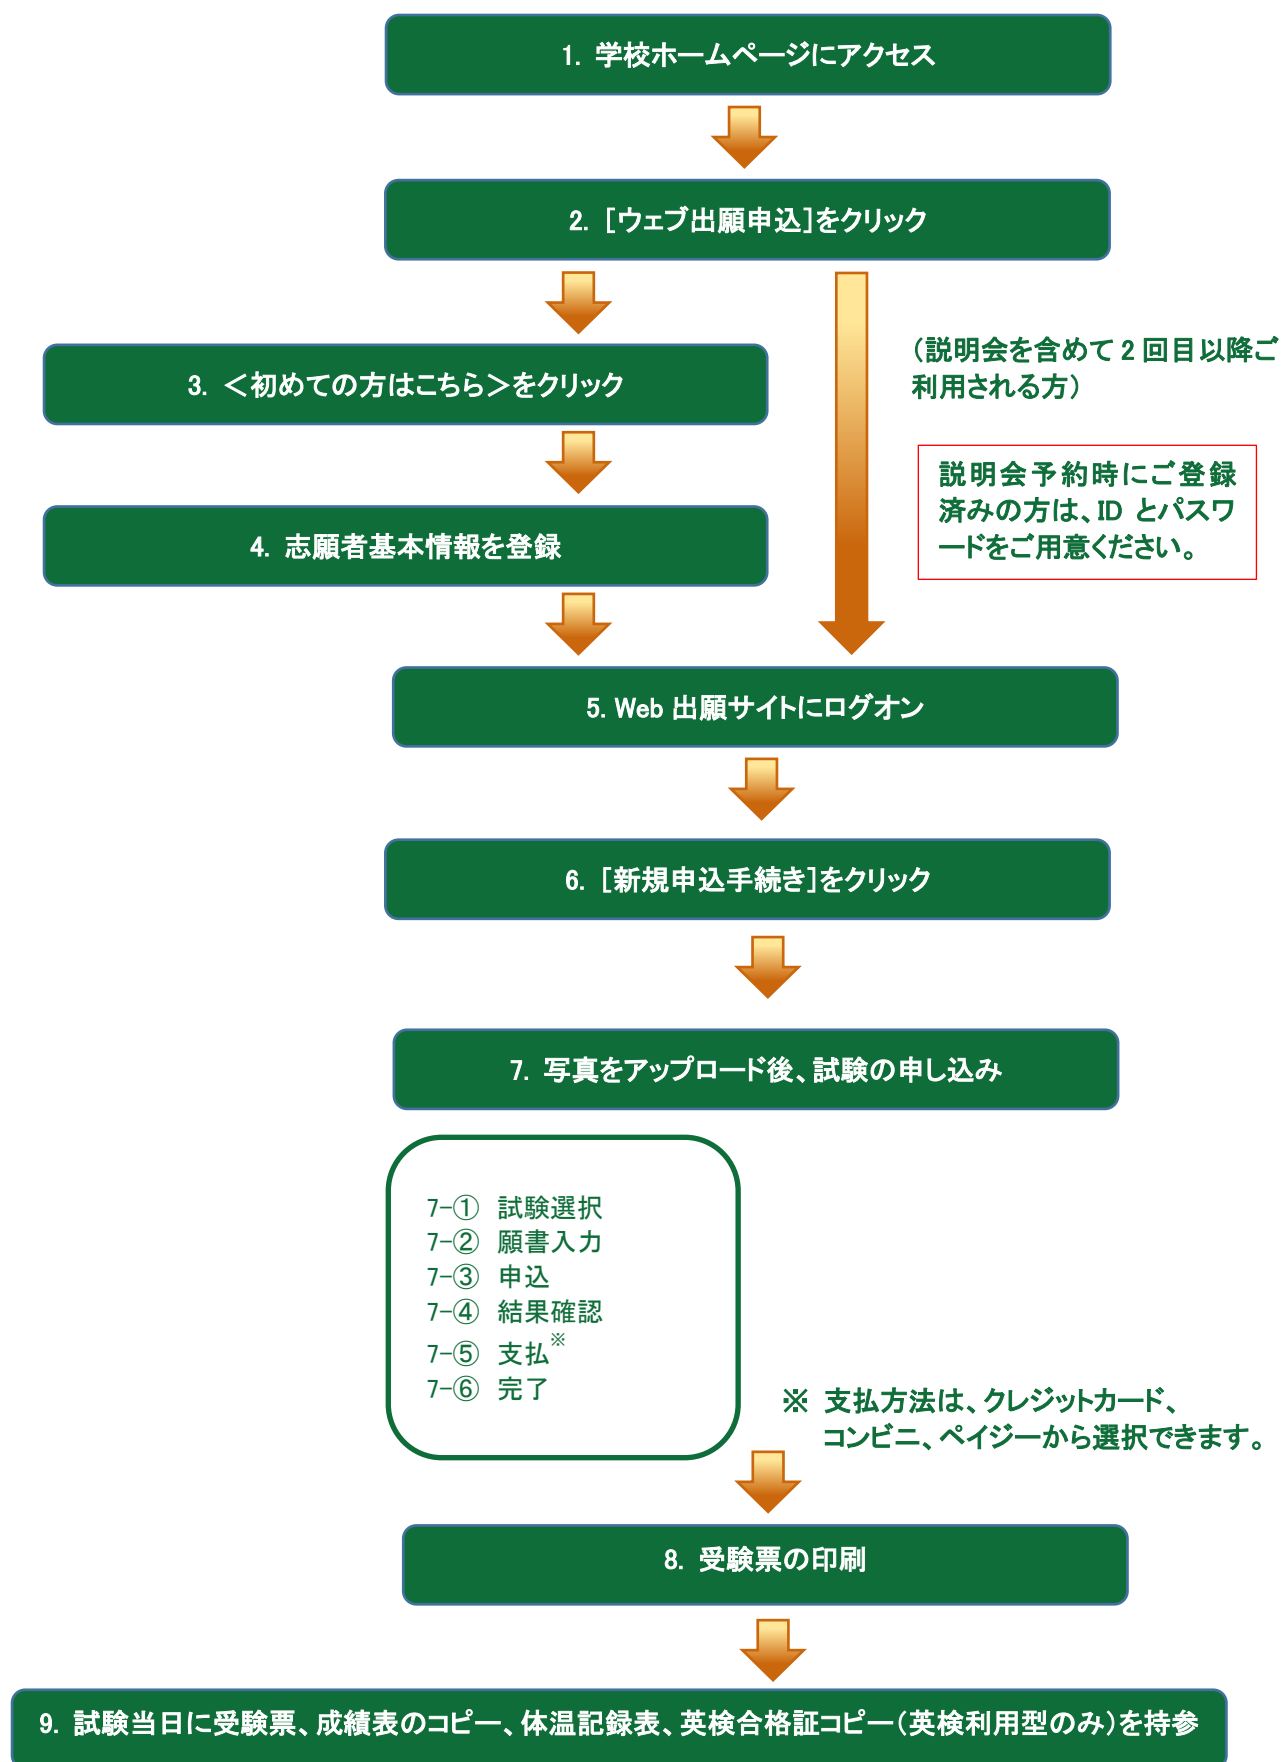 1. 学校ホームページにアクセス
2. [ウェブ出願申込]をクリック
3. ＜初めての方はこちら＞をクリック
（説明会を含めて2回目以降ご
利用される方）
説明会予約時にご登録
済みの方は、ID とパスワ
ードをご用意ください。
4. 志願者基本情報を登録
5. Web 出願サイトにログオン
6. [新規申込手続き]をクリック
7. 写真をアップロード後、試験の申し込み
7-① 試験選択
7-② 願書入力
7-③ 申込
7-④ 結果確認
7-⑤ 支払※
7-⑥ 完了
※ 支払方法は、クレジットカード、
コンビニ、ペイジーから選択できます。
8. 受験票の印刷
9. 試験当日に受験票、成績表のコピー、体温記録表、英検合格証コピー（英検利用型のみ）を持参